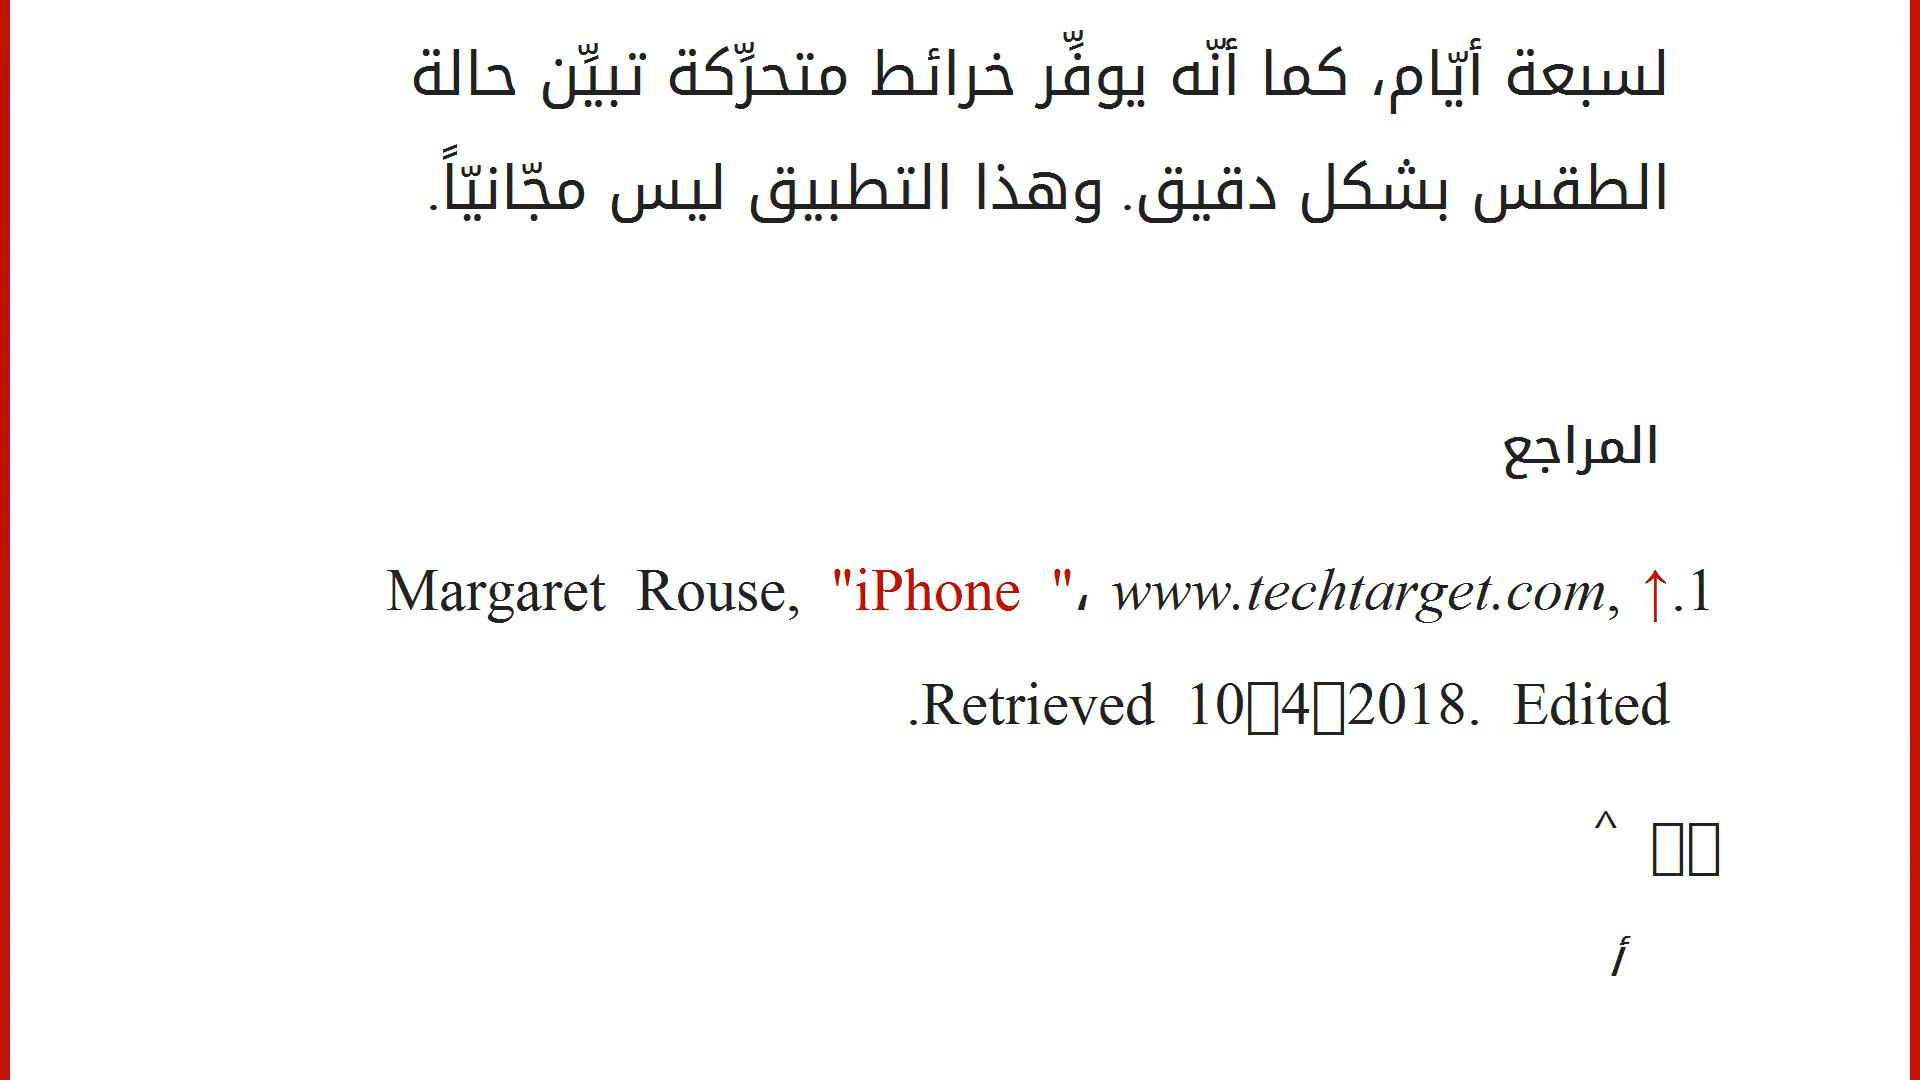 لسبعة أيّام، كما أنّه يوفِّر خرائط متحرِّكة تبيِّن حالة
الطقس بشكل دقيق. وهذا التطبيق ليس مجّانيّاً.
المراجع
1.↑ Margaret Rouse, "iPhone "، www.techtarget.com,
Retrieved 10▯4▯2018. Edited.
▯▯ ^
أ